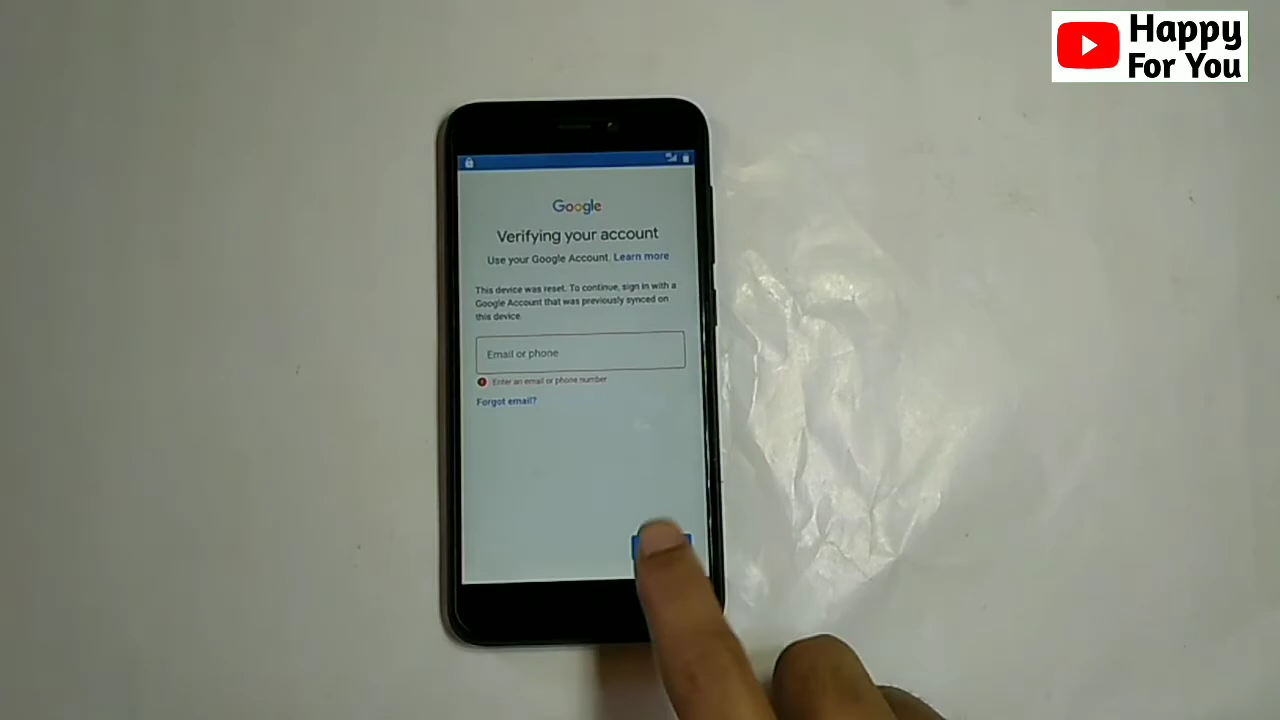 Happy
For You
Google
Verifying your account
Use your Google Account. Learn more
This device was reset. To continue, sign in with a
Google Account that was previously synced on
this device.
Email or phone
Enter an email or phone number
Forgot email?